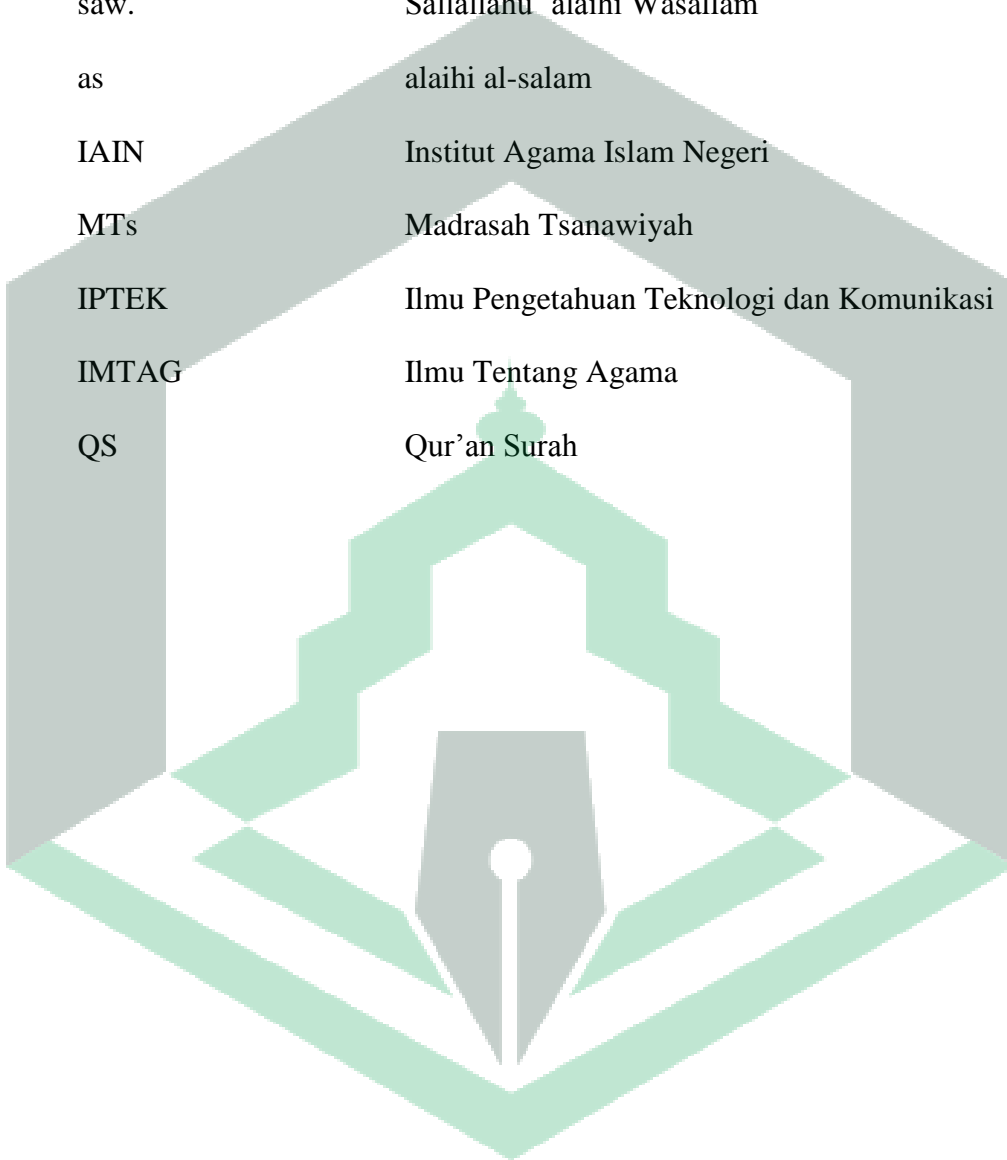 saw. Sallallahu ‘alaihi Wasallam
as alaihi al-salam
IAIN Institut Agama Islam Negeri
MTs Madrasah Tsanawiyah
IPTEK Ilmu Pengetahuan Teknologi dan Komunikasi
IMTAG Ilmu Tentang Agama
QS Qur’an Surah